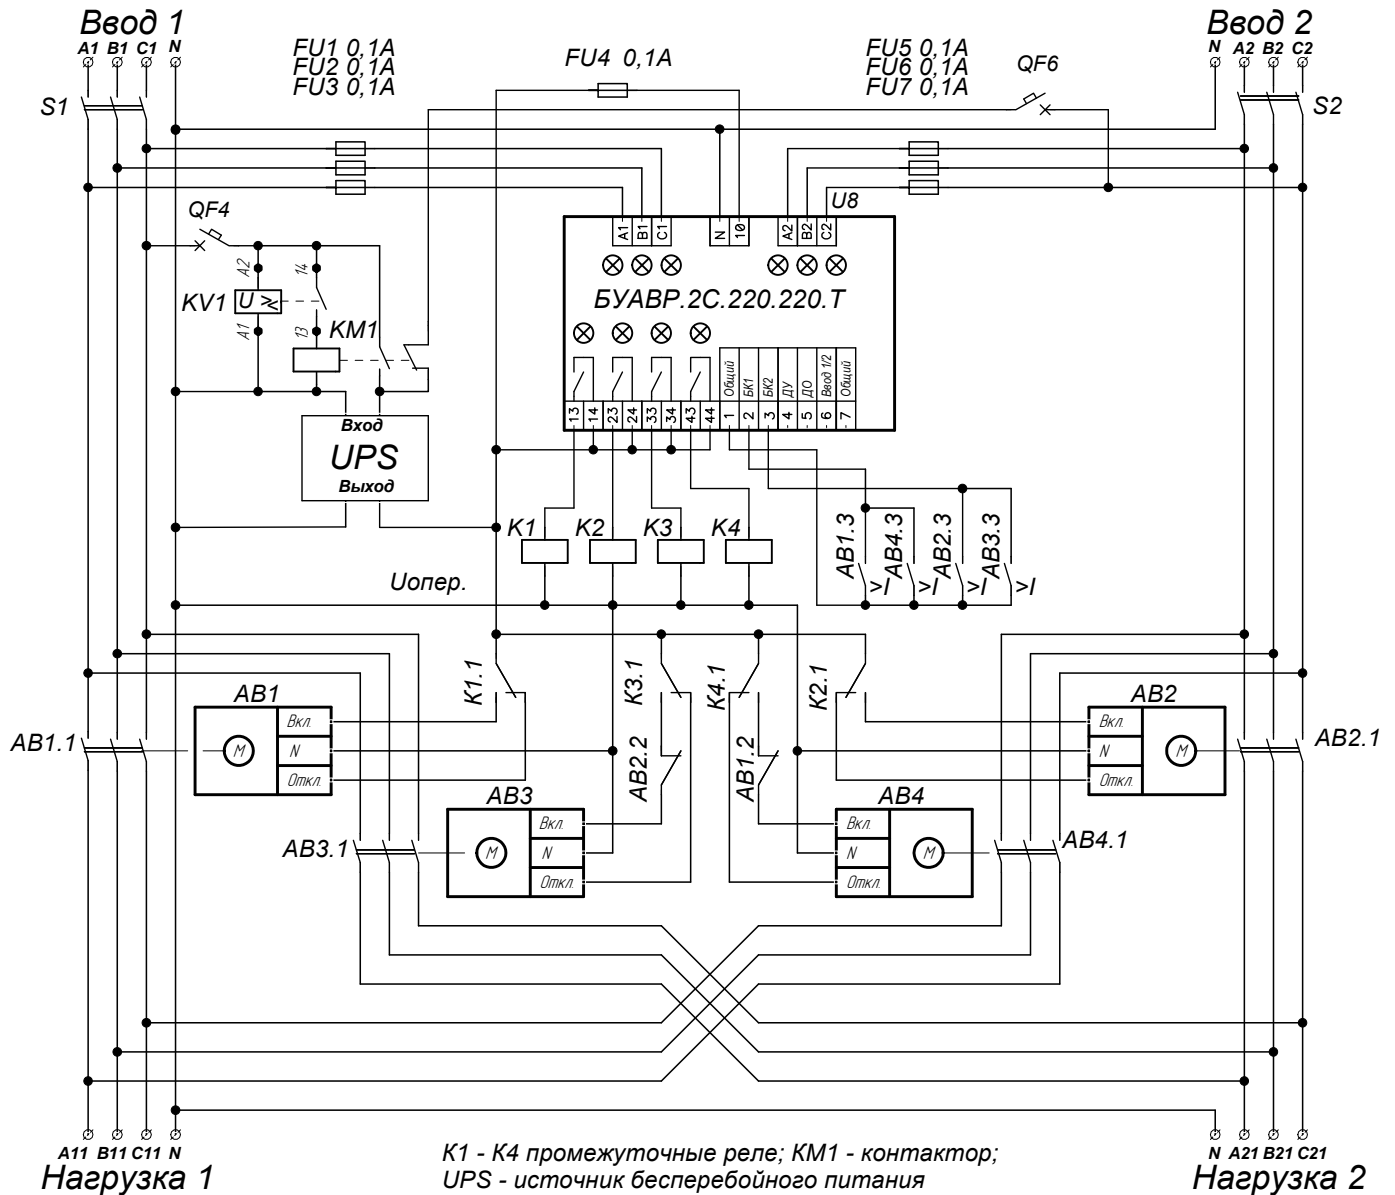 Ввод 1
A1 B1 C1 N
Ввод 2
N A2 B2 C2
FU1 0,1A
FU2 0,1A
FU3 0,1A
FU4 0,1A
FU5 0,1A
FU6 0,1A
FU7 0,1A
QF6
S1
S2
QF4
U8
A1 B1 C1 N 10 A2 B2 C2
БУАВР.2С.220.220.Т
A2
14
KV1
U ≥<
A1
13
KM1
Общий
БК1
БК2
ДУ
ДО
Ввод 1/2
Общий
13 14 23 24 33 34 43 44 1 2 3 4 5 6 7
Вход
UPS
Выход
K1 K2 K3 K4
AB1.3 AB4.3 AB2.3 AB3.3
>I >I >I >I
Uопер.
K1.1 K3.1 K4.1 K2.1
AB1
Вкл.
N
Откл.
M
AB1.1
AB2
Вкл.
N
Откл.
M
AB2.1
AB2.2 AB1.2
AB3
Вкл.
N
Откл.
M
AB3.1
AB4
Вкл.
N
Откл.
M
AB4.1
A11 B11 C11 N
Нагрузка 1
К1 - К4 промежуточные реле; КМ1 - контактор;
UPS - источник бесперебойного питания
N A21 B21 C21
Нагрузка 2